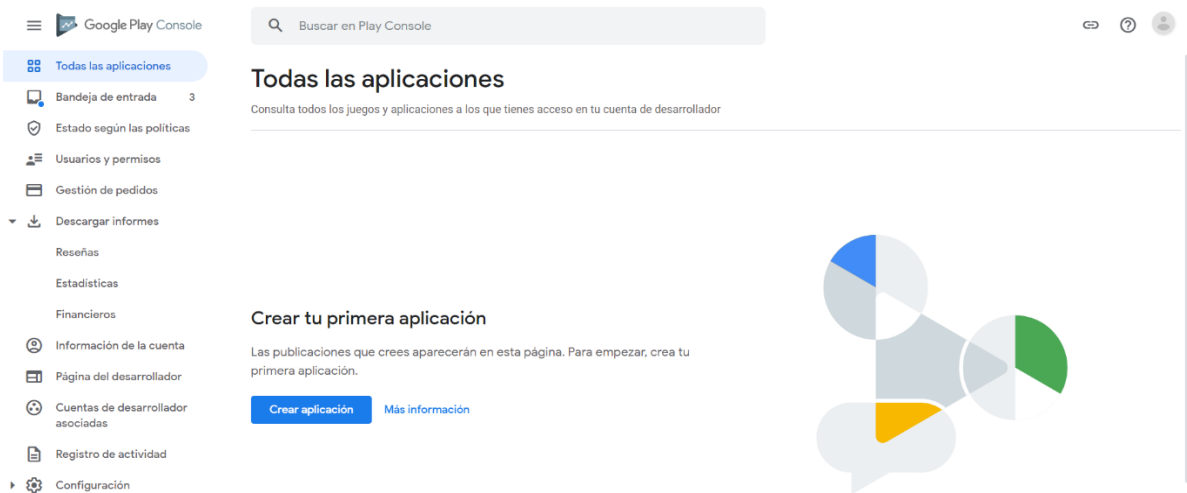 Google Play Console
Buscar en Play Console
Todas las aplicaciones
Bandeja de entrada 3
Estado según las políticas
Usuarios y permisos
Gestión de pedidos
Descargar informes
Reseñas
Estadísticas
Financieros
Información de la cuenta
Página del desarrollador
Cuentas de desarrollador
asociadas
Registro de actividad
Configuración
Todas las aplicaciones
Consulta todos los juegos y aplicaciones a los que tienes acceso en tu cuenta de desarrollador
Crear tu primera aplicación
Las publicaciones que crees aparecerán en esta página. Para empezar, crea tu
primera aplicación.
Crear aplicación Más información